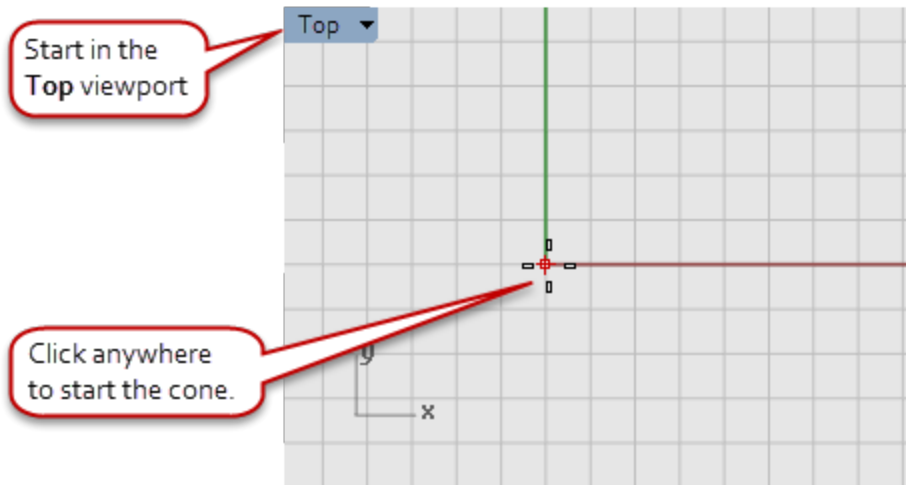 Top
Start in the
Top viewport
Click anywhere
to start the cone.
y
x